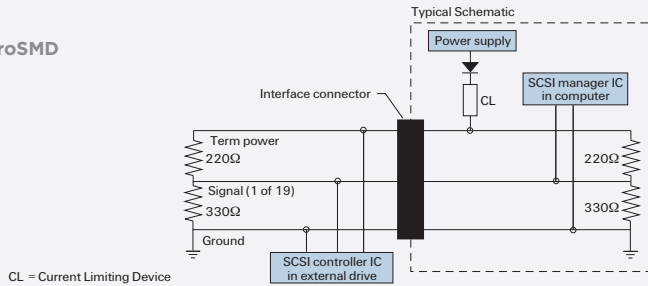 Typical Schematic
roSMD
Power supply
SCSI manager IC
in computer
Interface connector
CL
Term power
220Ω
220Ω
Signal (1 of 19)
330Ω
330Ω
Ground
SCSI controller IC
in external drive
CL = Current Limiting Device